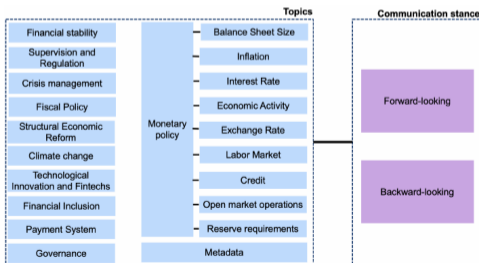 Topics
Communication stance
Financial stability
Supervision and
Regulation
Crisis management
Fiscal Policy
Structural Economic
Reform
Climate change
Technological
Innovation and Fintechs
Financial Inclusion
Payment System
Governance
Monetary
policy
Balance Sheet Size
Inflation
Interest Rate
Economic Activity
Exchange Rate
Labor Market
Credit
Open market operations
Reserve requirements
Metadata
Forward-looking
Backward-looking